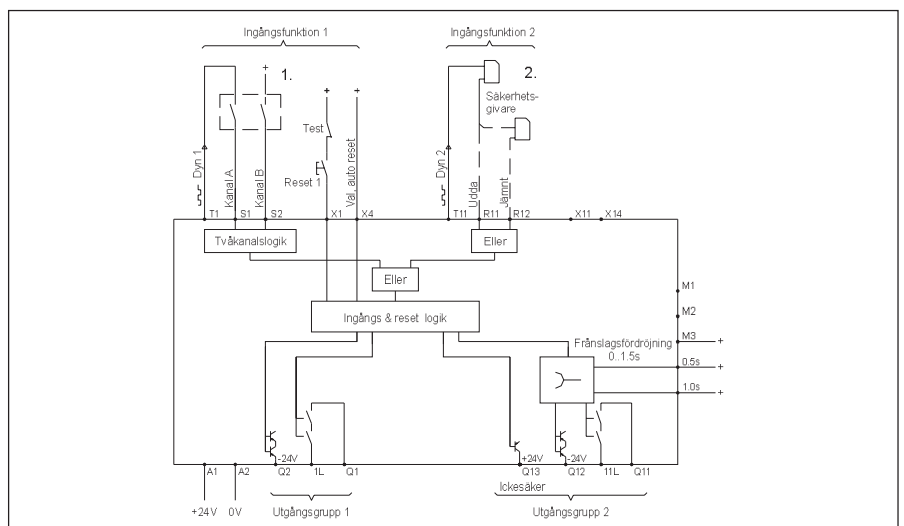 Ingångsfunktion 1
Ingångsfunktion 2
+
1.
+
+
2.
Säkerhets-
givare
Test
Reset 1
Dyn 1
Kanal A
Kanal B
Val, auto reset
Dyn 2
Udda
Jämnt
T1
S1
S2
X1
X4
T11
R11
R12
X11
X14
Tvåkanalslogik
Eller
Eller
Ingångs & reset logik
M1
M2
M3
+
Frånslagsfördröjning
0..1.5s
0.5s
+
1.0s
+
-24V
+24V
-24V
A1
A2
Q2
1L
Q1
Q13
Q12
11L
Q11
Ickesäker
+24V
0V
Utgångsgrupp 1
Utgångsgrupp 2